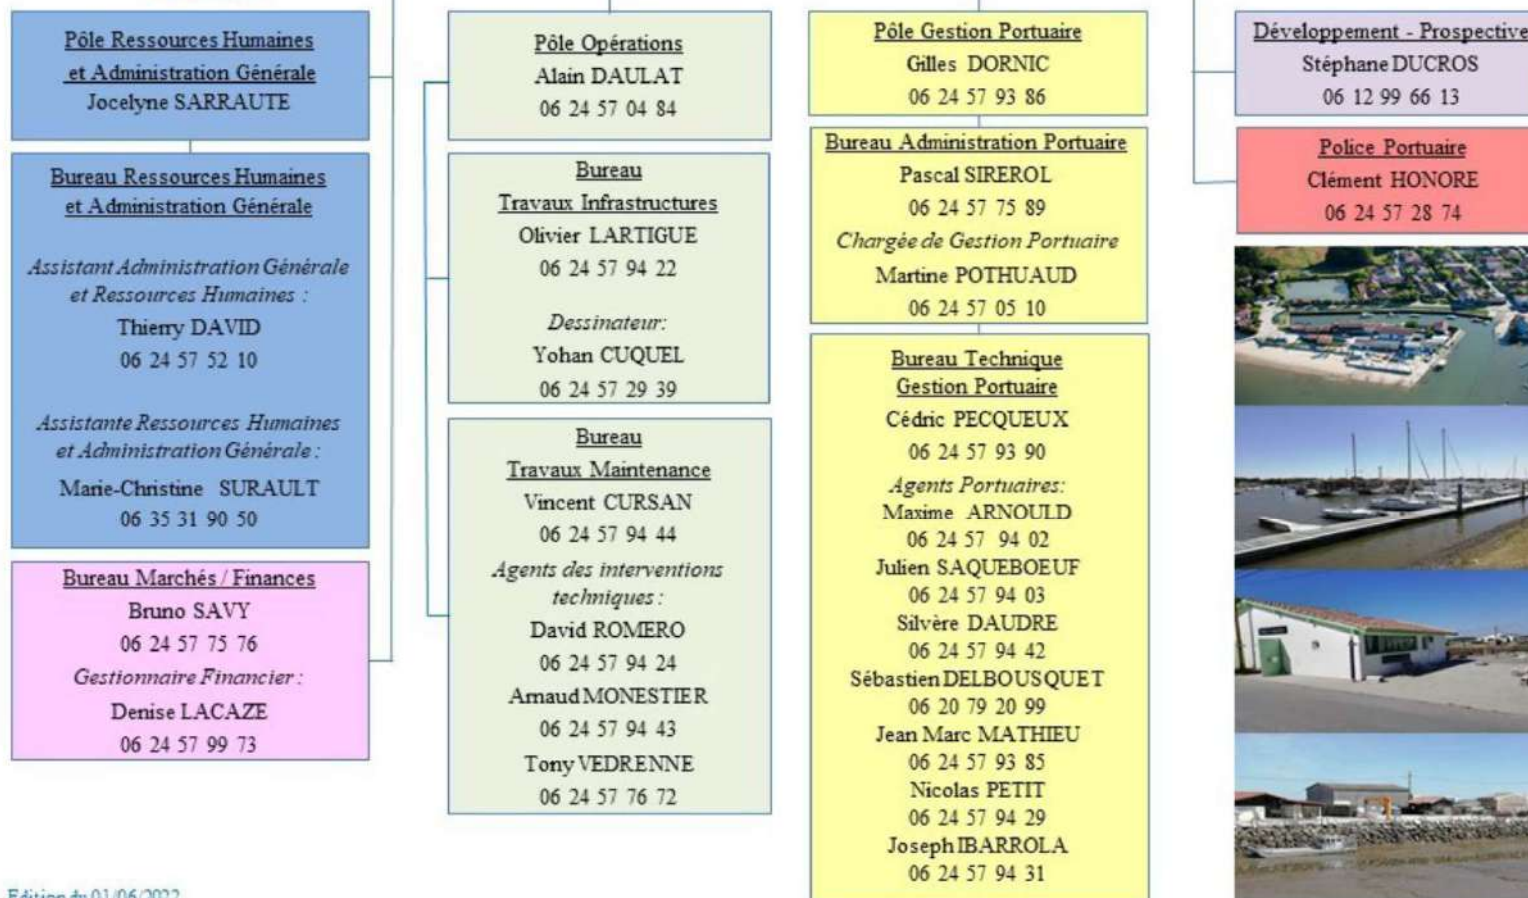 Pôle Ressources Humaines
et Administration Générale
Jocelyne SARRAUTE
Bureau Ressources Humaines
et Administration Générale
Assistant Administration Générale
et Ressources Humaines :
Thierry DAVID
06 24 57 52 10
Assistante Ressources Humaines
et Administration Générale :
Marie-Christine SURAULT
06 35 31 90 50
Bureau Marchés / Finances
Bruno SAVY
06 24 57 75 76
Gestionnaire Financier :
Denise LACAZE
06 24 57 99 73
Pôle Opérations
Alain DAULAT
06 24 57 04 84
Bureau
Travaux Infrastructures
Olivier LARTIGUE
06 24 57 94 22
Dessinateur:
Yohan CUQUEL
06 24 57 29 39
Bureau
Travaux Maintenance
Vincent CURSAN
06 24 57 94 44
Agents des interventions
techniques :
David ROMERO
06 24 57 94 24
Arnaud MONESTIER
06 24 57 94 43
Tony VEDRENNE
06 24 57 76 72
Pôle Gestion Portuaire
Gilles DORNIC
06 24 57 93 86
Bureau Administration Portuaire
Pascal SIREROL
06 24 57 75 89
Chargée de Gestion Portuaire
Martine POTHUAUD
06 24 57 05 10
Bureau Technique
Gestion Portuaire
Cédric PECQUEUX
06 24 57 93 90
Agents Portuaires:
Maxime ARNOULD
06 24 57 94 02
Julien SAQUEBOEUF
06 24 57 94 03
Silvère DAUDRE
06 24 57 94 42
Sébastien DELBOUSQUET
06 20 79 20 99
Jean Marc MATHIEU
06 24 57 93 85
Nicolas PETIT
06 24 57 94 29
Joseph IBARROLA
06 24 57 94 31
Développement - Prospective
Stéphane DUCROS
06 12 99 66 13
Police Portuaire
Clément HONORE
06 24 57 28 74
Edition du 01/06/2022